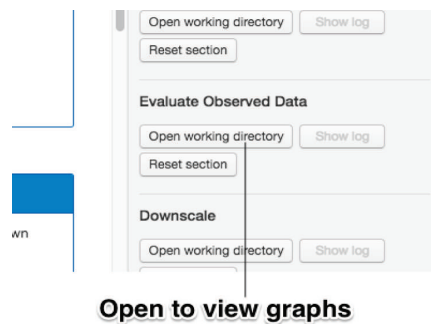 Open working directory Show log
Reset section
Evaluate Observed Data
Open working directory Show log
Reset section
wn
Downscale
Open working directory Show log
Open to view graphs